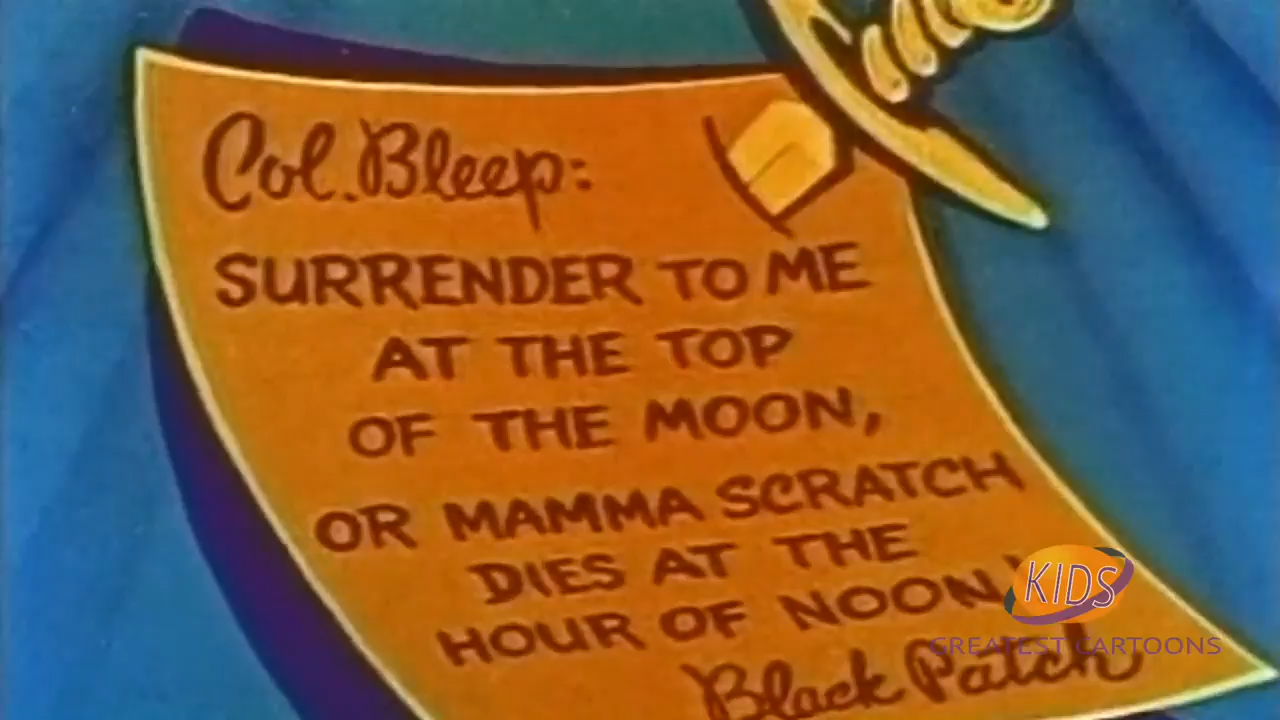 Col. Bleep:
SURRENDER TO ME
AT THE TOP
OF THE MOON,
OR MAMMA SCRATCH
DIES AT THE
HOUR OF NOON!
Black Patch
KIDS
GREATEST CARTOONS